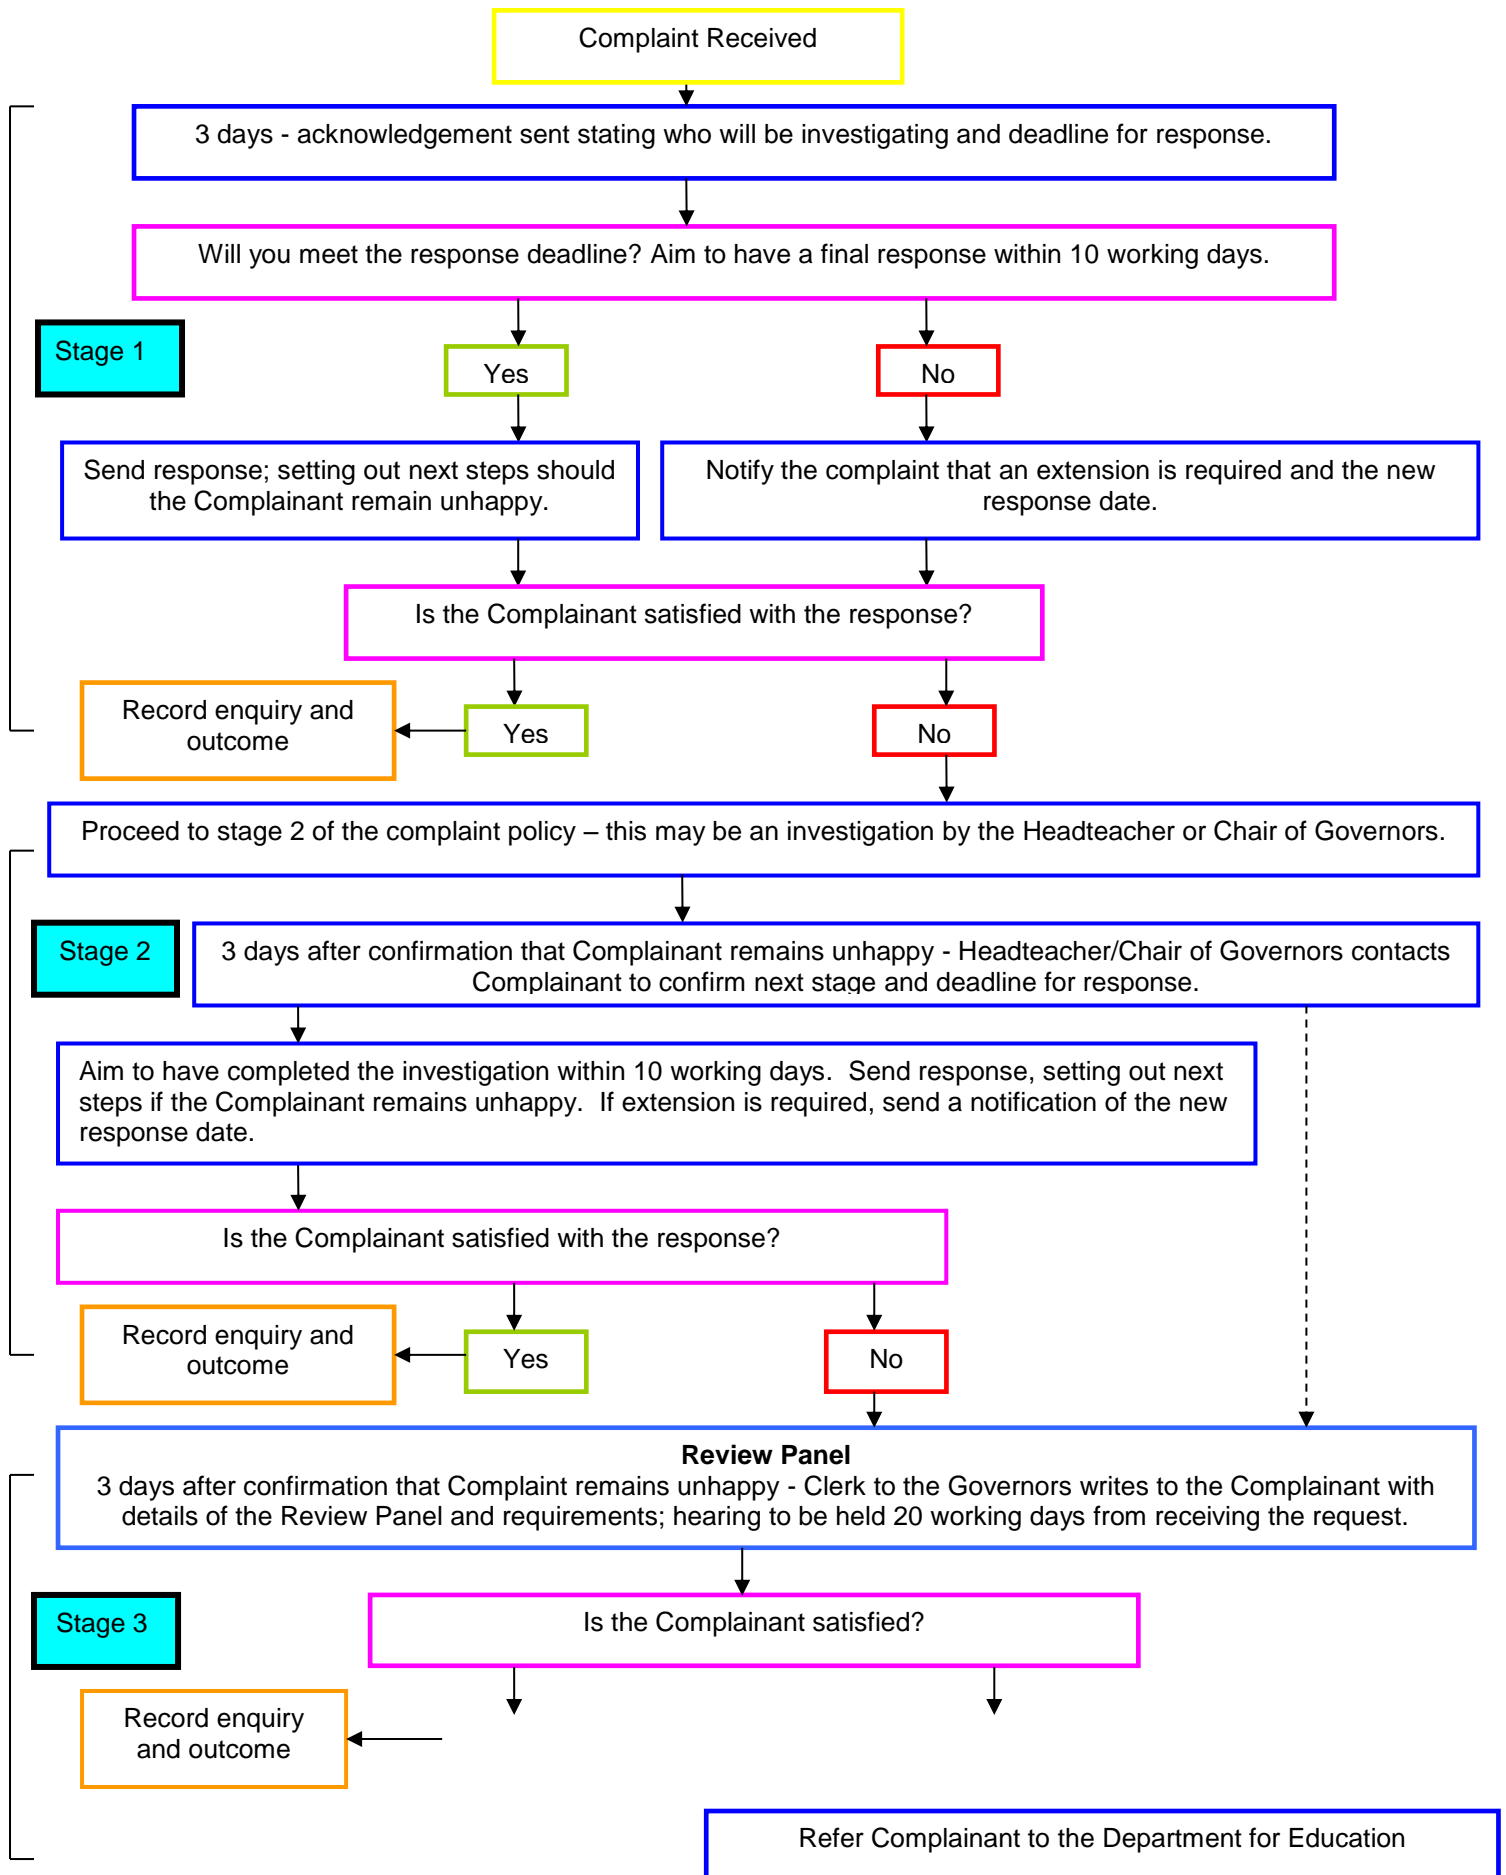 Complaint Received
3 days - acknowledgement sent stating who will be investigating and deadline for response.
Will you meet the response deadline? Aim to have a final response within 10 working days.
Stage 1
Yes
No
Send response; setting out next steps should
the Complainant remain unhappy.
Notify the complaint that an extension is required and the new
response date.
Is the Complainant satisfied with the response?
Record enquiry and
outcome
Yes
No
Proceed to stage 2 of the complaint policy – this may be an investigation by the Headteacher or Chair of Governors.
Stage 2
3 days after confirmation that Complainant remains unhappy - Headteacher/Chair of Governors contacts
Complainant to confirm next stage and deadline for response.
Aim to have completed the investigation within 10 working days.  Send response, setting out next
steps if the Complainant remains unhappy.  If extension is required, send a notification of the new
response date.
Is the Complainant satisfied with the response?
Record enquiry and
outcome
Yes
No
Review Panel
3 days after confirmation that Complaint remains unhappy - Clerk to the Governors writes to the Complainant with
details of the Review Panel and requirements; hearing to be held 20 working days from receiving the request.
Stage 3
Is the Complainant satisfied?
Record enquiry
and outcome
Refer Complainant to the Department for Education